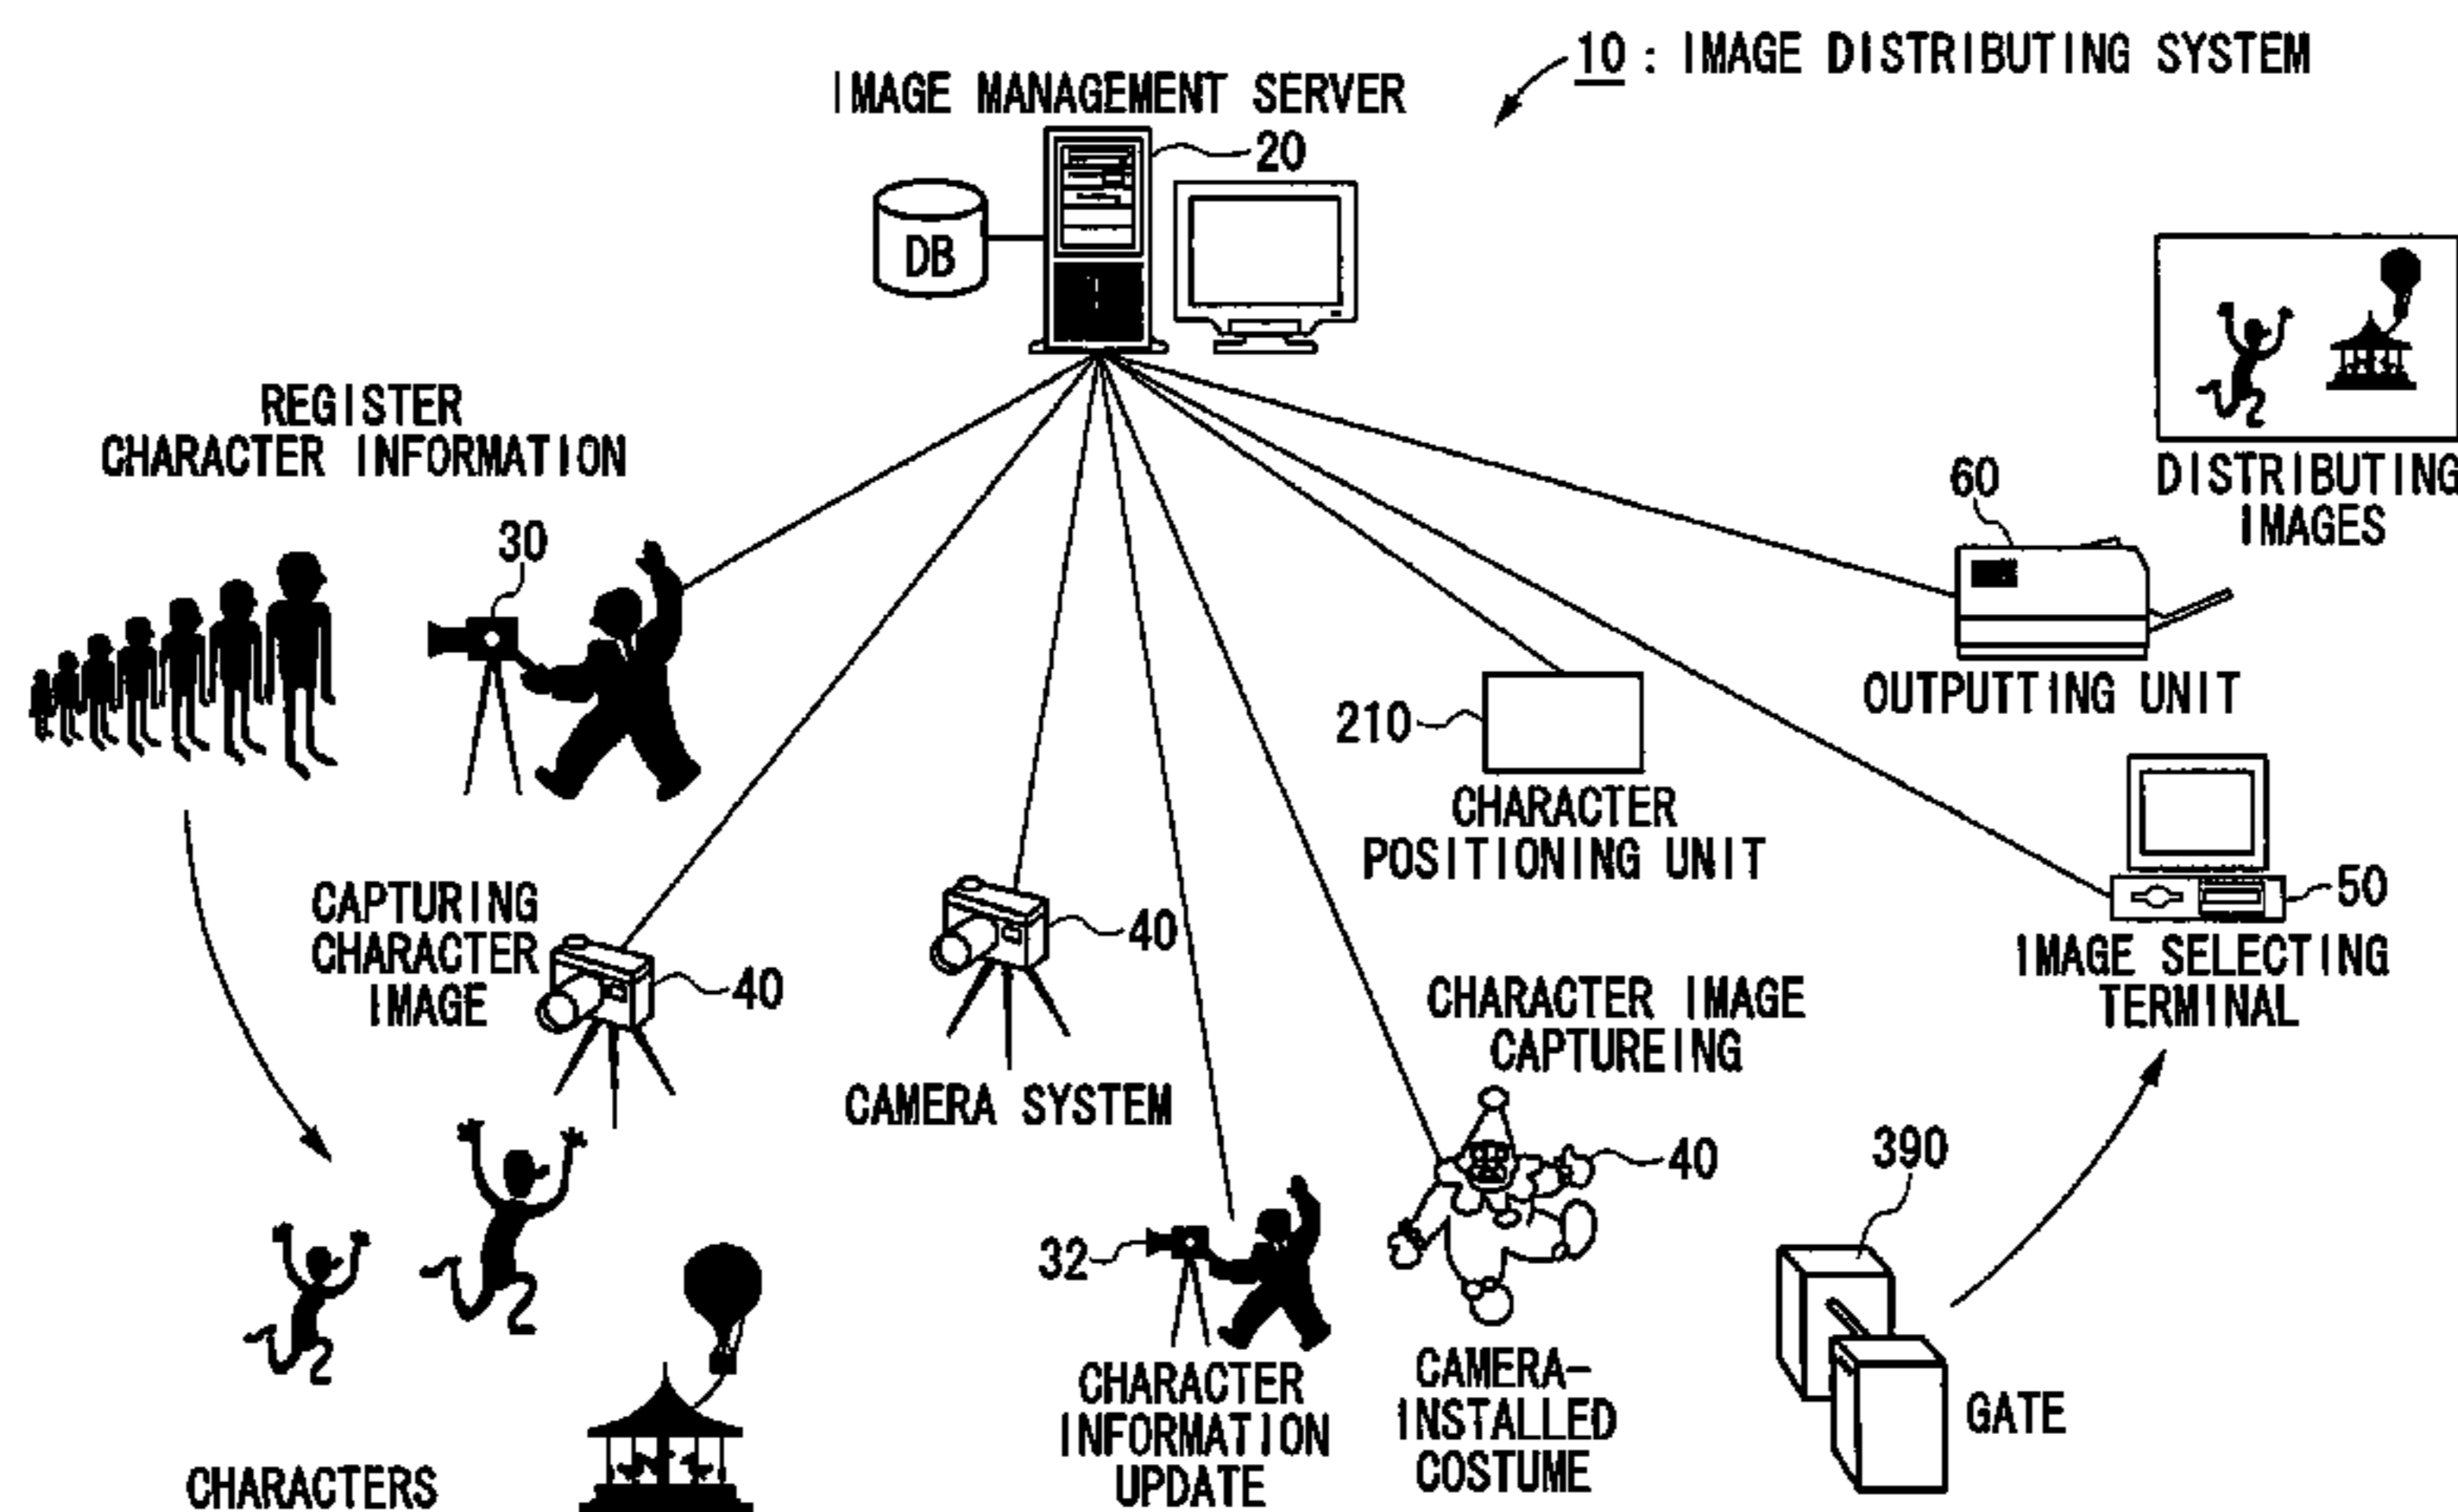 10 : IMAGE DISTRIBUTING SYSTEM
IMAGE MANAGEMENT SERVER
20
DB
REGISTER
CHARACTER INFORMATION
30
60
DISTRIBUTING
IMAGES
OUTPUTTING UNIT
210
CHARACTER
POSITIONING UNIT
50
IMAGE SELECTING
TERMINAL
CAPTURING
CHARACTER
IMAGE
40
40
CAMERA SYSTEM
CHARACTER IMAGE
CAPTUREING
40
390
32
CHARACTER
INFORMATION
UPDATE
CAMERA-
INSTALLED
COSTUME
GATE
CHARACTERS